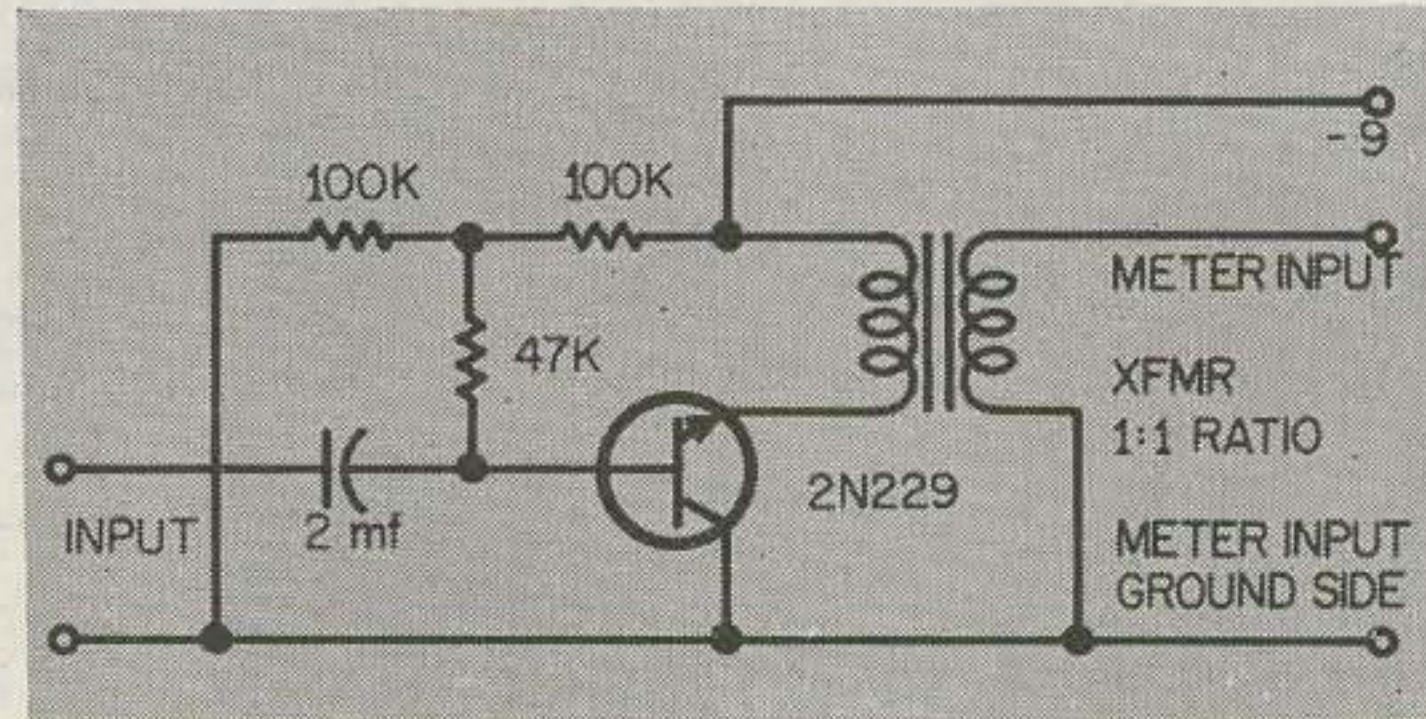 - 9
100K
100K
METER INPUT
47K
XFMR
1:1 RATIO
2N229
INPUT
2 mf
METER INPUT
GROUND SIDE